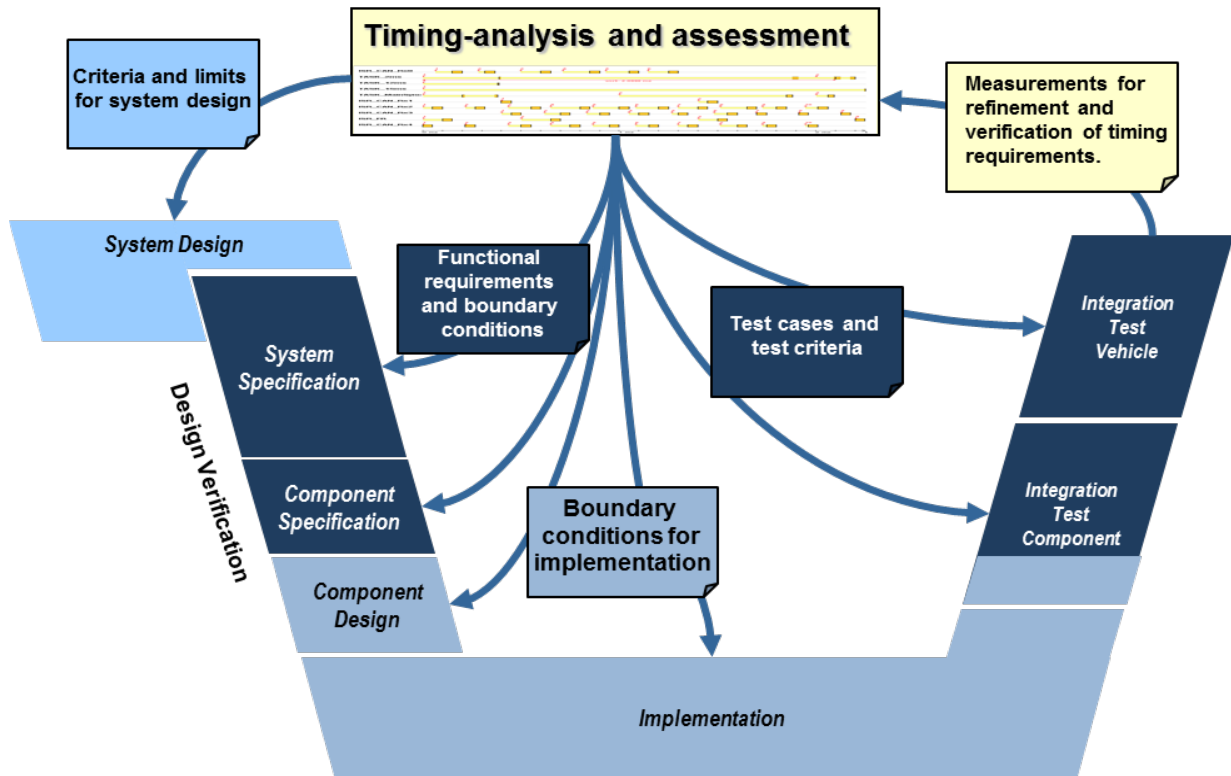 Timing-analysis and assessment
Criteria and limits
for system design
Measurements for
refinement and
verification of timing
requirements.
System Design
Functional
requirements
and boundary
conditions
Test cases and
test criteria
Integration
Test
Vehicle
System
Specification
Design Verification
Component
Specification
Boundary
conditions for
implementation
Integration
Test
Component
Component
Design
Implementation